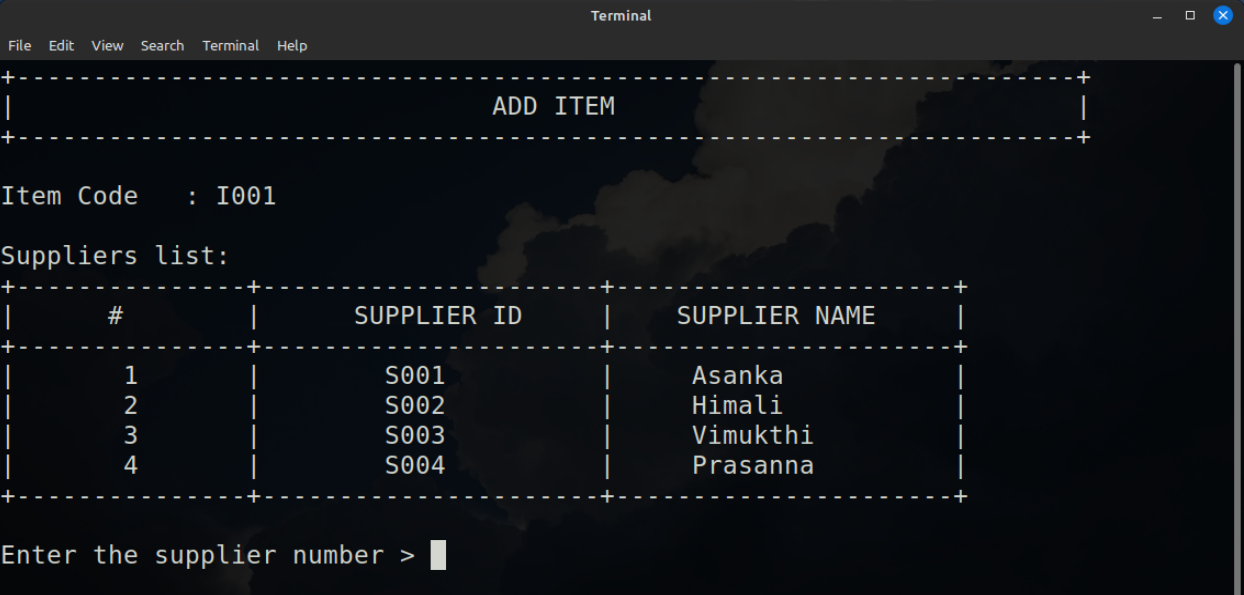 Terminal
File Edit View Search Terminal Help
+---------------------------------------------------------------------+
|                               ADD ITEM                              |
+---------------------------------------------------------------------+
Item Code   : I001
Suppliers list:
+---------------+----------------------+----------------------+
|       #       |      SUPPLIER ID     |    SUPPLIER NAME     |
+---------------+----------------------+----------------------+
|       1       |        S001          |     Asanka           |
|       2       |        S002          |     Himali           |
|       3       |        S003          |     Vimukthi         |
|       4       |        S004          |     Prasanna         |
+---------------+----------------------+----------------------+
Enter the supplier number >